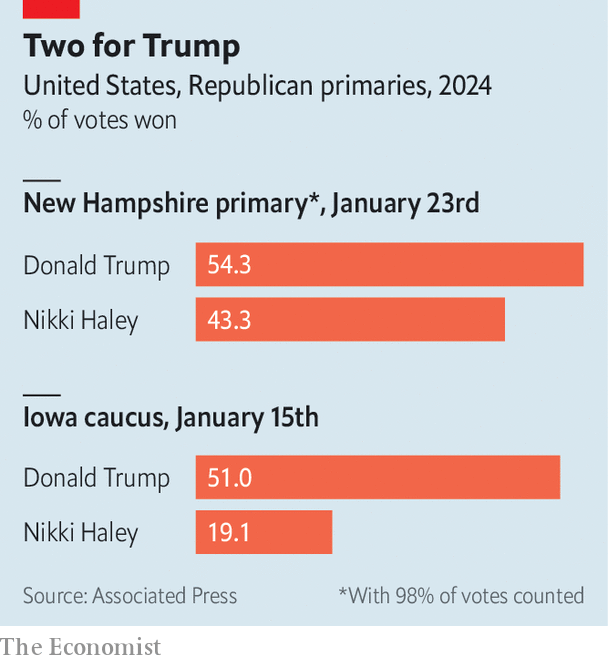 Two for Trump
United States, Republican primaries, 2024
% of votes won
New Hampshire primary*, January 23rd
Donald Trump 54.3
Nikki Haley 43.3
Iowa caucus, January 15th
Donald Trump 51.0
Nikki Haley 19.1
Source: Associated Press *With 98% of votes counted
The Economist